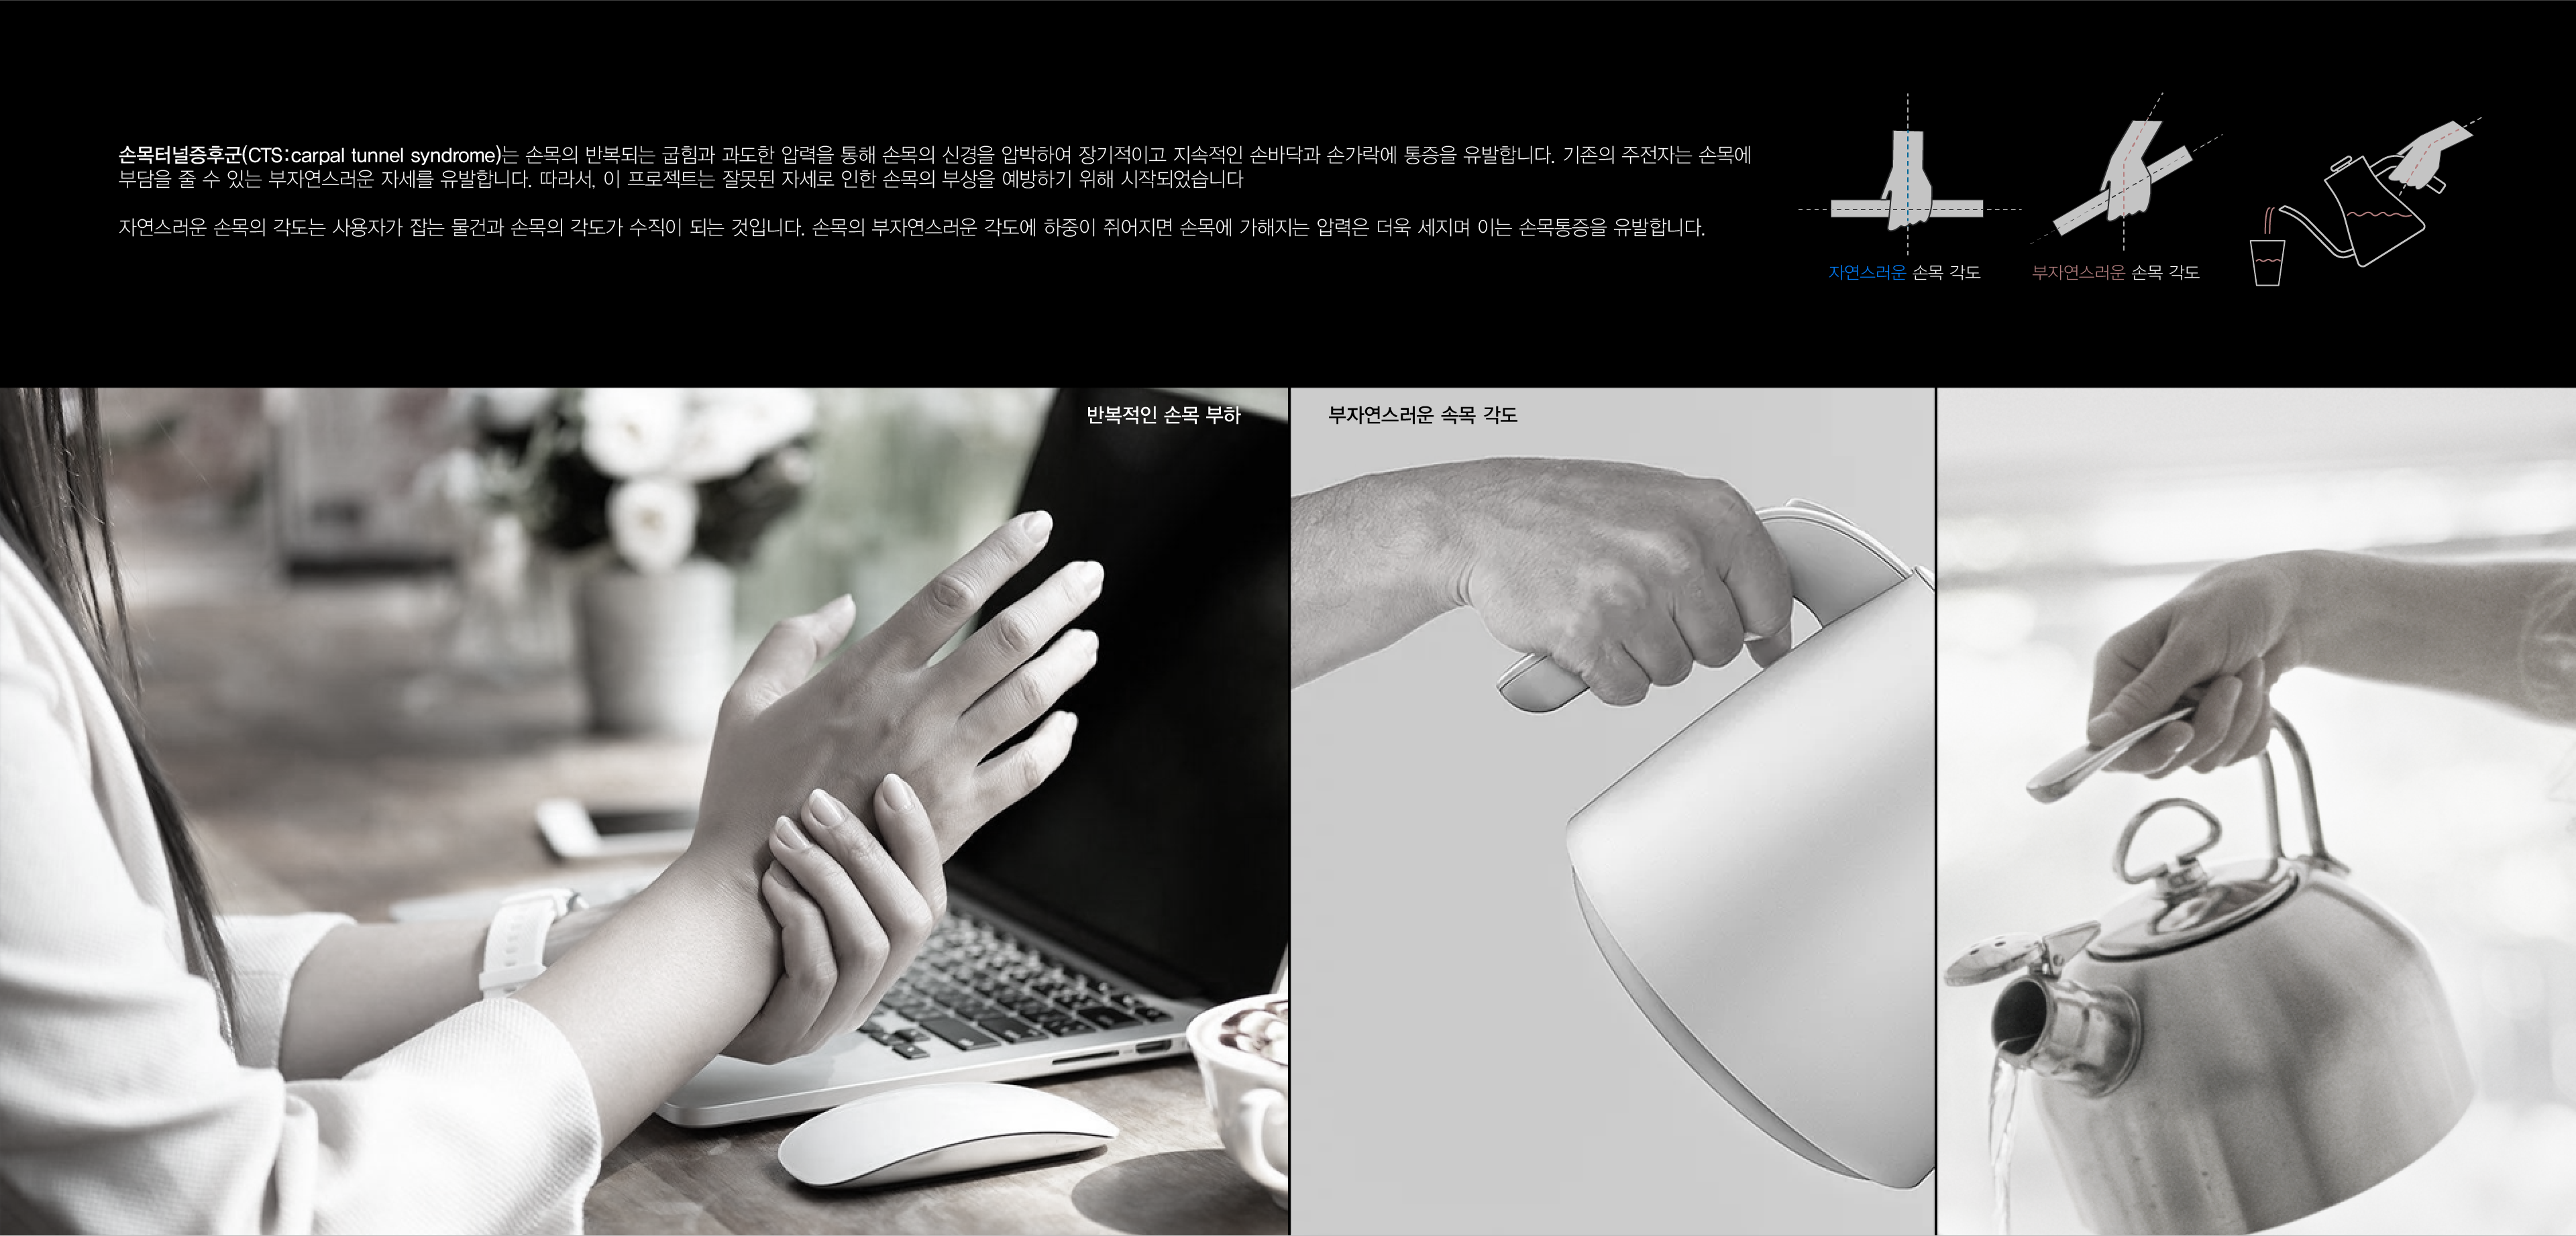 손목터널증후군(CTS:carpal tunnel syndrome)는 손목의 반복되는 굽힘과 과도한 압력을 통해 손목의 신경을 압박하여 장기적이고 지속적인 손바닥과 손가락에 통증을 유발합니다. 기존의 주전자는 손목에
부담을 줄 수 있는 부자연스러운 자세를 유발합니다. 따라서, 이 프로젝트는 잘못된 자세로 인한 손목의 부상을 예방하기 위해 시작되었습니다
자연스러운 손목의 각도는 사용자가 잡는 물건과 손목의 각도가 수직이 되는 것입니다. 손목의 부자연스러운 각도에 하중이 쥐어지면 손목에 가해지는 압력은 더욱 세지며 이는 손목통증을 유발합니다.
자연스러운 손목 각도
부자연스러운 손목 각도
반복적인 손목 부하
부자연스러운 속목 각도